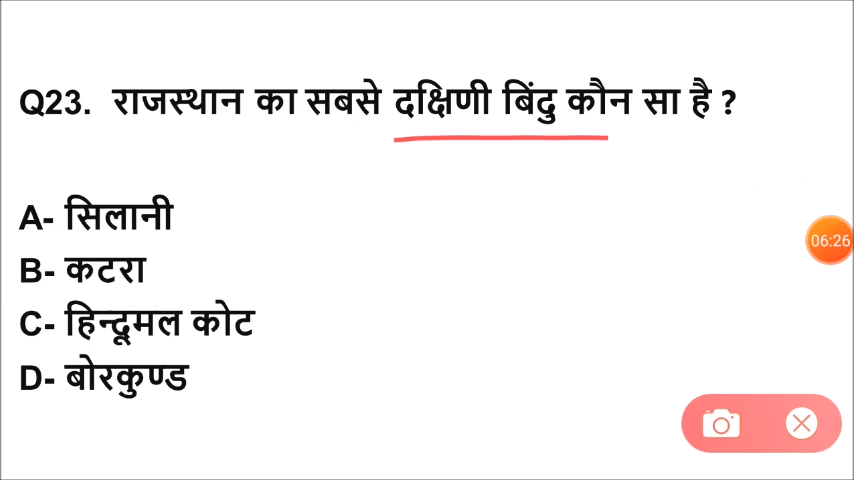 Q23. राजस्थान का सबसे दक्षिणी बिंदु कौन सा है ?
A- सिलानी
B- कटरा
C- हिन्दूमल कोट
D- बोरकुण्ड
06:26